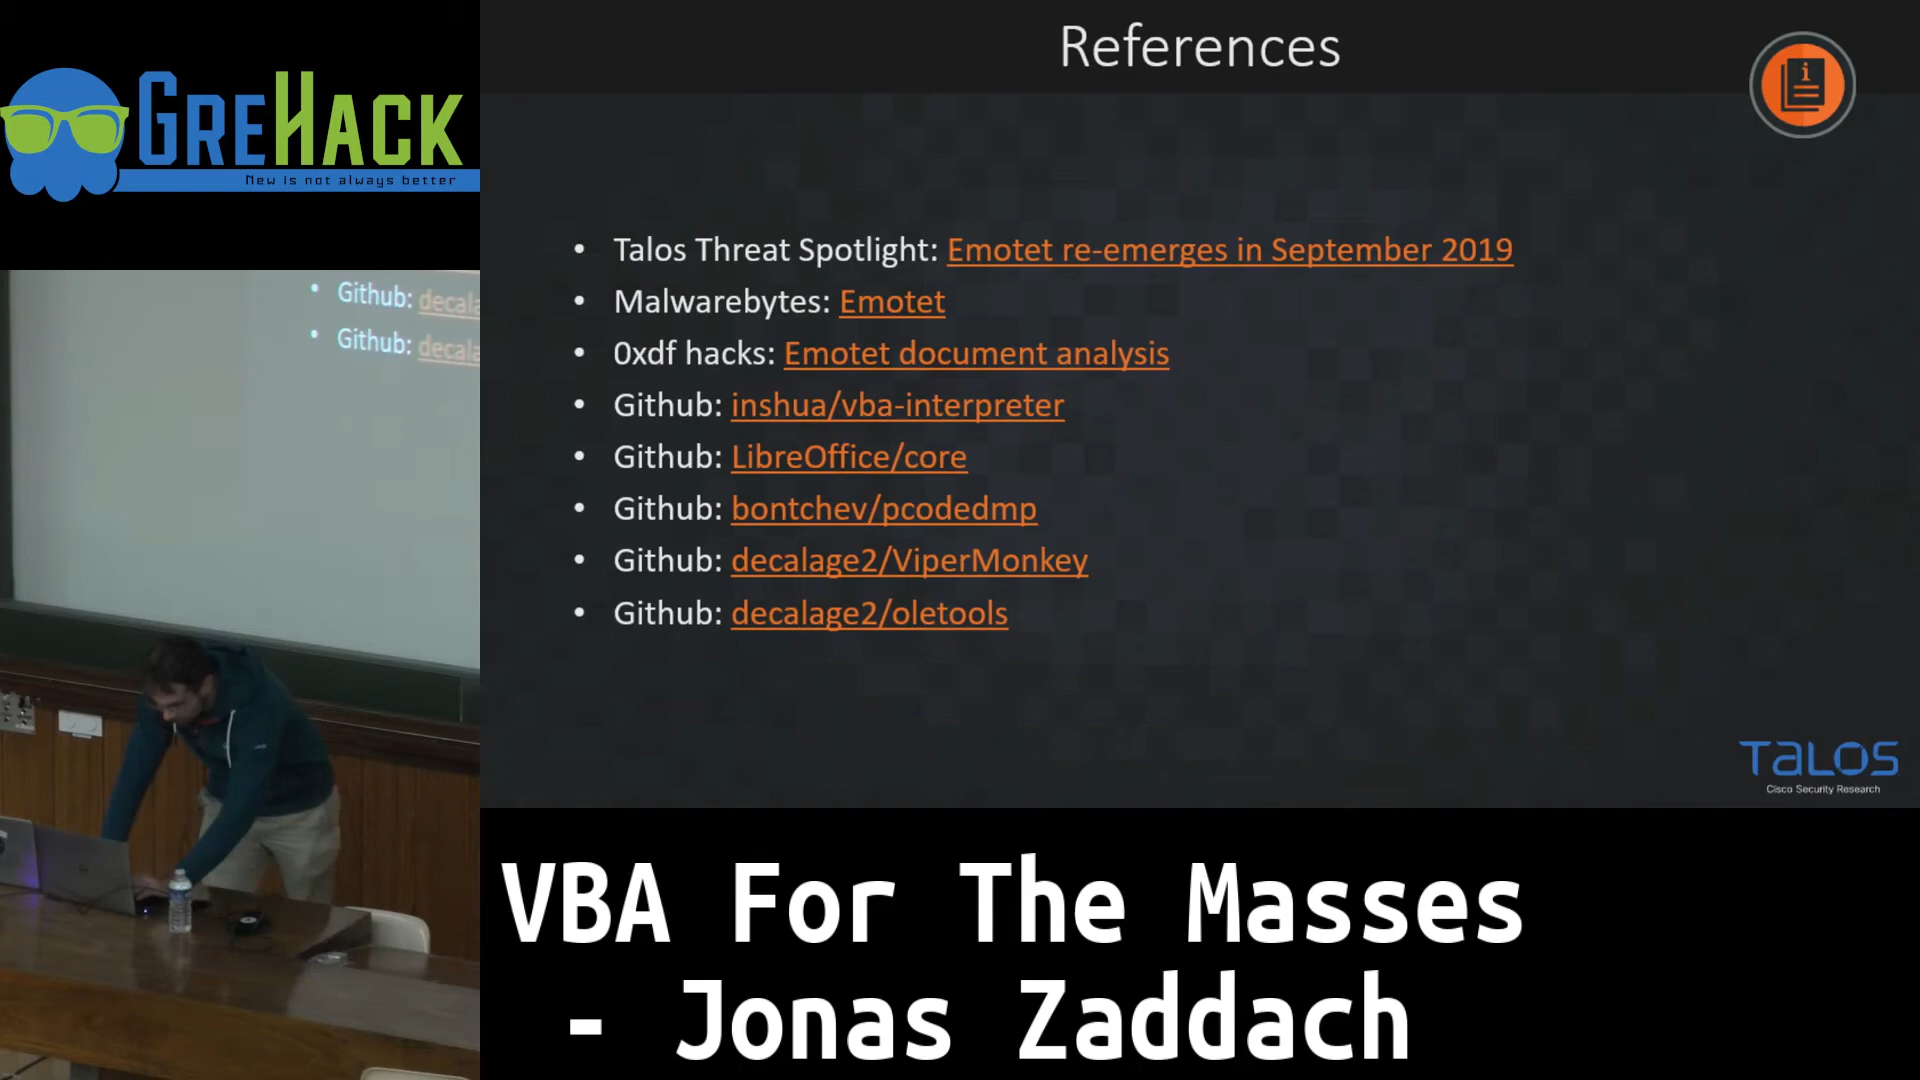 GREHACK
New is not always better
References
• Talos Threat Spotlight: Emotet re-emerges in September 2019
• Malwarebytes: Emotet
• 0xdf hacks: Emotet document analysis
• Github: inshua/vba-interpreter
• Github: LibreOffice/core
• Github: bontchev/pcodedmp
• Github: decalage2/ViperMonkey
• Github: decalage2/oletools
TALOS
Cisco Security Research
• Github: decala
• Github: decala
VBA For The Masses
- Jonas Zaddach